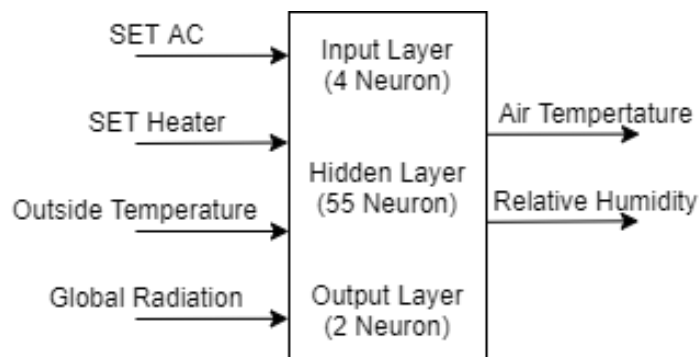 SET AC
SET Heater
Outside Temperature
Global Radiation
Input Layer
(4 Neuron)
Hidden Layer
(55 Neuron)
Output Layer
(2 Neuron)
Air Tempertature
Relative Humidity